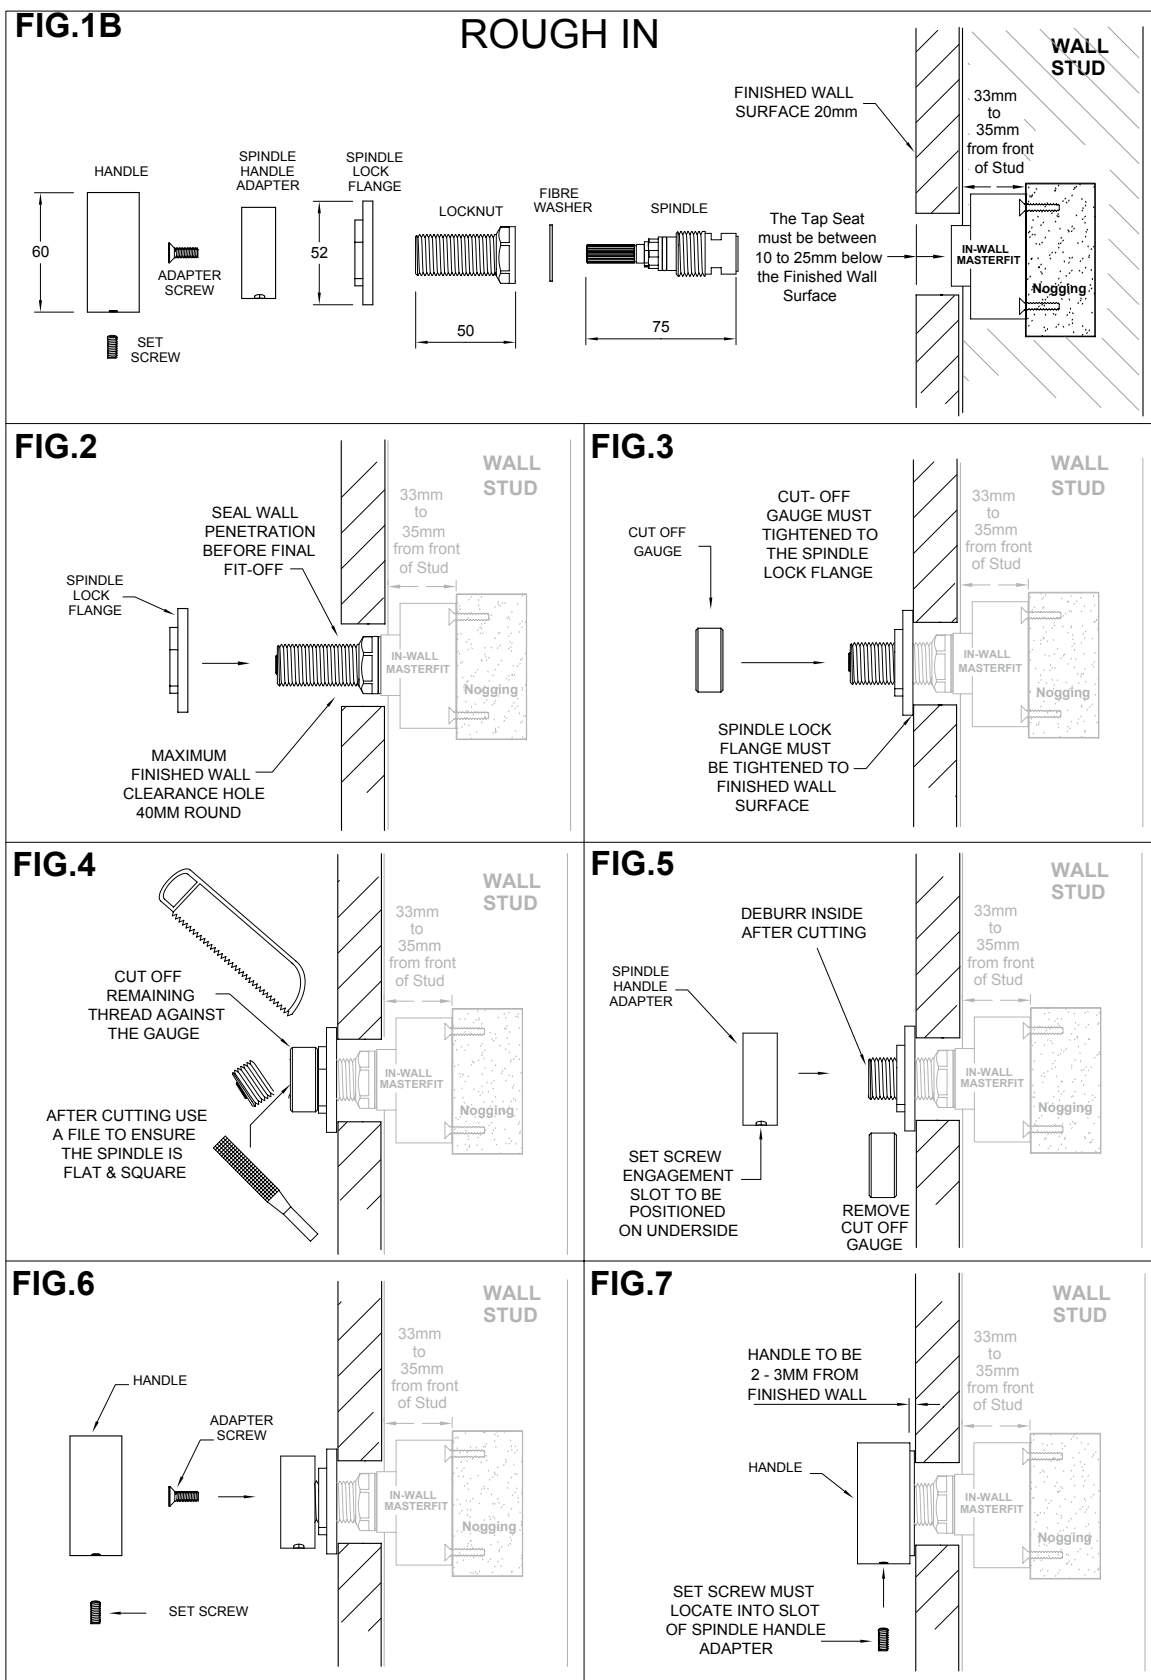 FIG.1B
ROUGH IN
WALL
STUD
FINISHED WALL
SURFACE 20mm
33mm
to
35mm
from front
of Stud
HANDLE
SPINDLE
HANDLE
ADAPTER
SPINDLE
LOCK
FLANGE
LOCKNUT
FIBRE
WASHER
SPINDLE
The Tap Seat
must be between
10 to 25mm below
the Finished Wall
Surface
IN-WALL
MASTERFIT
Nogging
60
ADAPTER
SCREW
52
50
75
SET
SCREW
FIG.2
WALL
STUD
33mm
to
35mm
from front
of Stud
SEAL WALL
PENETRATION
BEFORE FINAL
FIT-OFF
SPINDLE
LOCK
FLANGE
IN-WALL
MASTERFIT
Nogging
MAXIMUM
FINISHED WALL
CLEARANCE HOLE
40MM ROUND
FIG.3
WALL
STUD
33mm
to
35mm
from front
of Stud
CUT- OFF
GAUGE MUST
TIGHTENED TO
THE SPINDLE
LOCK FLANGE
CUT OFF
GAUGE
IN-WALL
MASTERFIT
Nogging
SPINDLE LOCK
FLANGE MUST
BE TIGHTENED TO
FINISHED WALL
SURFACE
FIG.4
WALL
STUD
33mm
to
35mm
from front
of Stud
CUT OFF
REMAINING
THREAD AGAINST
THE GAUGE
IN-WALL
MASTERFIT
Nogging
AFTER CUTTING USE
A FILE TO ENSURE
THE SPINDLE IS
FLAT & SQUARE
FIG.5
WALL
STUD
33mm
to
35mm
from front
of Stud
DEBURR INSIDE
AFTER CUTTING
SPINDLE
HANDLE
ADAPTER
IN-WALL
MASTERFIT
Nogging
SET SCREW
ENGAGEMENT
SLOT TO BE
POSITIONED
ON UNDERSIDE
REMOVE
CUT OFF
GAUGE
FIG.6
WALL
STUD
33mm
to
35mm
from front
of Stud
HANDLE
ADAPTER
SCREW
IN-WALL
MASTERFIT
Nogging
SET SCREW
FIG.7
WALL
STUD
33mm
to
35mm
from front
of Stud
HANDLE TO BE
2 - 3MM FROM
FINISHED WALL
HANDLE
IN-WALL
MASTERFIT
Nogging
SET SCREW MUST
LOCATE INTO SLOT
OF SPINDLE HANDLE
ADAPTER